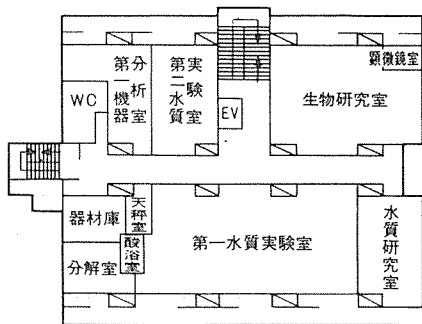 第一機器
分析室
第二水質
実験室
顕微鏡室
WC
EV
生物研究室
器材庫
天秤室
酸浴室
分解室
第一水質実験室
水質研究室